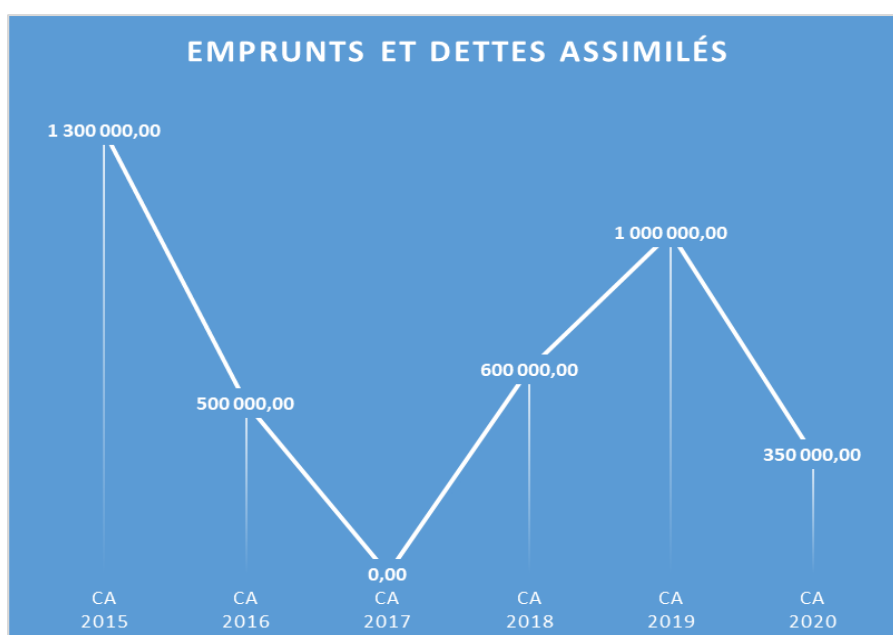 EMPRUNTS ET DETTES ASSIMILÉS
1 300 000,00
1 000 000,00
600 000,00
500 000,00
350 000,00
0,00
CA CA CA CA CA CA
2015 2016 2017 2018 2019 2020